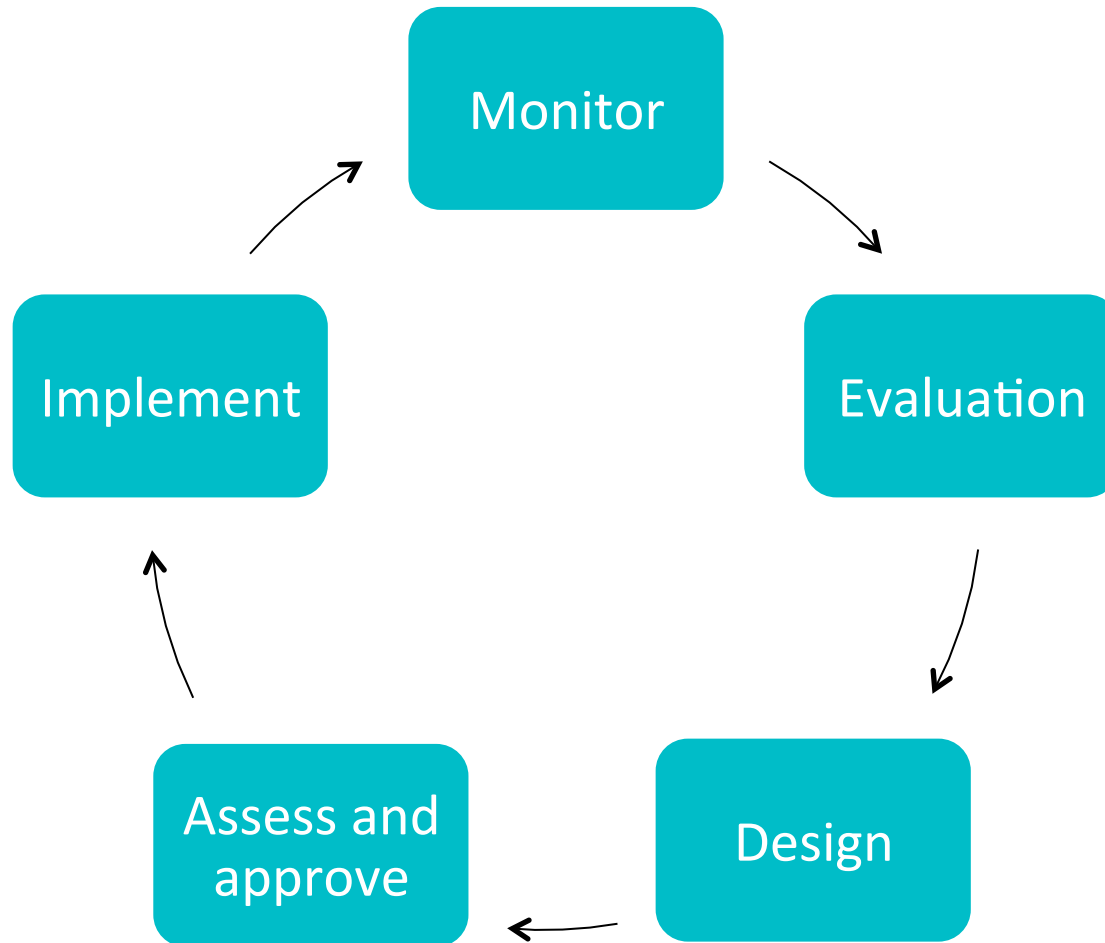 Monitor
Evaluation
Design
Assess and
approve
Implement